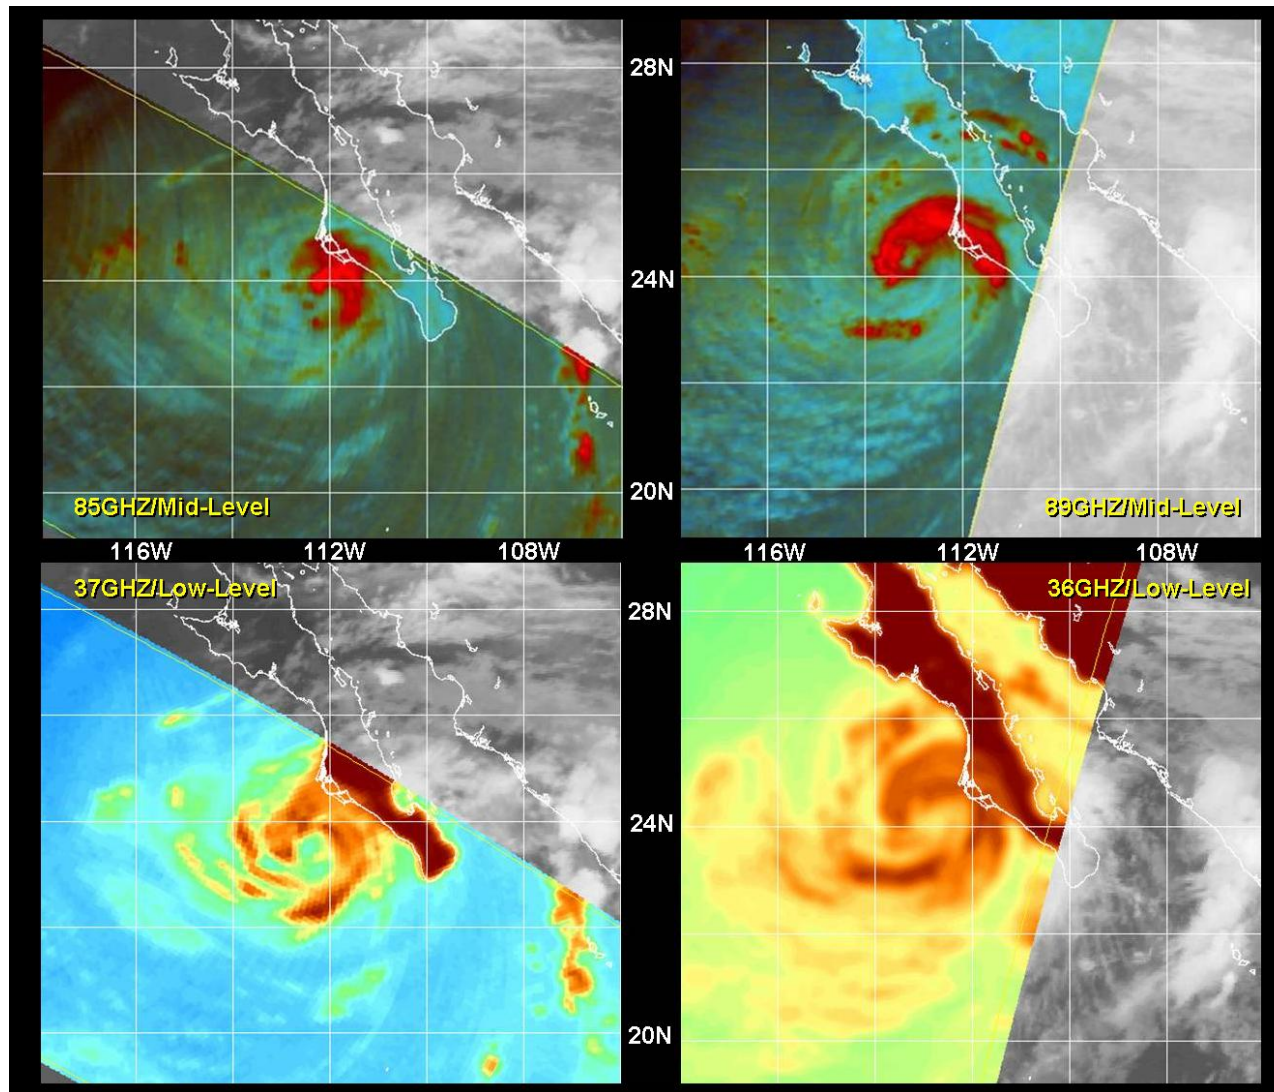 28N
24N
20N
85GHZ/Mid-Level
89GHZ/Mid-Level
116W 112W 108W 116W 112W 108W
37GHZ/Low-Level
36GHZ/Low-Level
28N
24N
20N